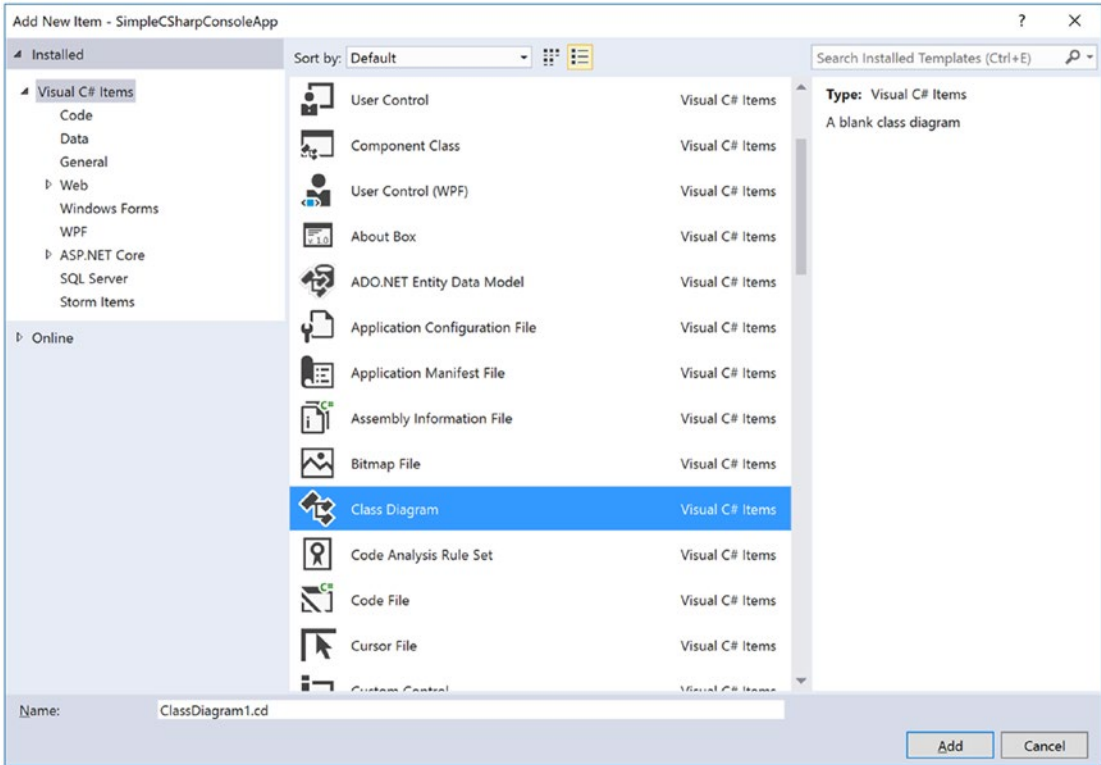 Add New Item - SimpleCSharpConsoleApp
? ×
Installed
Sort by: Default
Search Installed Templates (Ctrl+E)
Visual C# Items
Code
Data
General
Web
Windows Forms
WPF
ASP.NET Core
SQL Server
Storm Items
Online
User Control Visual C# Items
Component Class Visual C# Items
User Control (WPF) Visual C# Items
About Box Visual C# Items
ADO.NET Entity Data Model Visual C# Items
Application Configuration File Visual C# Items
Application Manifest File Visual C# Items
Assembly Information File Visual C# Items
Bitmap File Visual C# Items
Class Diagram Visual C# Items
Code Analysis Rule Set Visual C# Items
Code File Visual C# Items
Cursor File Visual C# Items
Custom Control Visual C# Items
Type: Visual C# Items
A blank class diagram
Name: ClassDiagram1.cd
Add Cancel